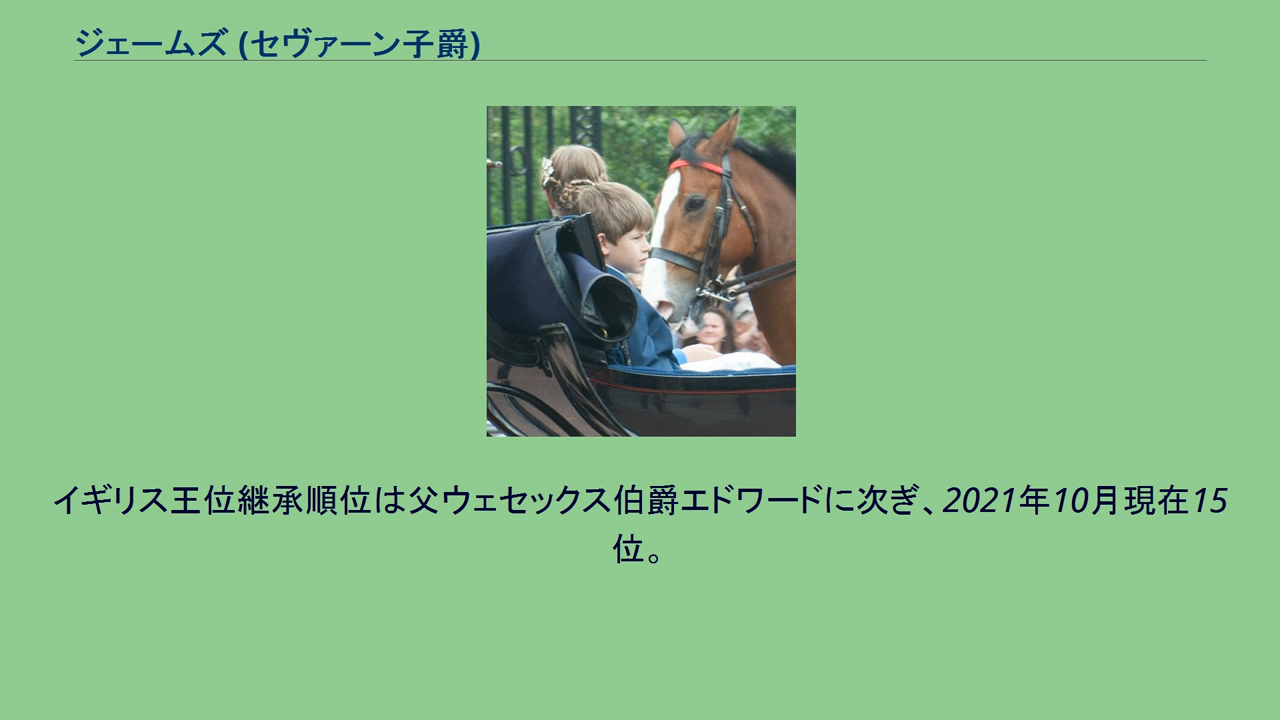 ジェームズ (セヴァーン子爵)
イギリス王位継承順位は父ウェセックス伯爵エドワードに次ぎ、2021年10月現在15
位。